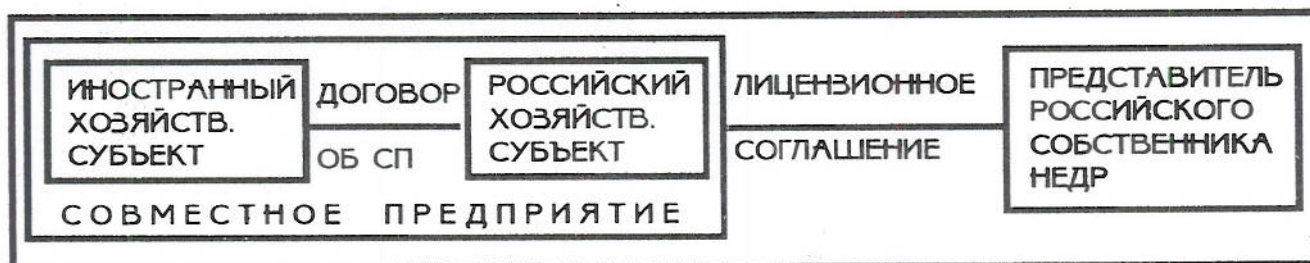 ИНОСТРАННЫЙ
ХОЗЯЙСТВ.
СУБЪЕКТ
ДОГОВОР
ОБ СП
РОССИЙСКИЙ
ХОЗЯЙСТВ.
СУБЪЕКТ
СОВМЕСТНОЕ ПРЕДПРИЯТИЕ
ЛИЦЕНЗИОННОЕ
СОГЛАШЕНИЕ
ПРЕДСТАВИТЕЛЬ
РОССИЙСКОГО
СОБСТВЕННИКА
НЕДР